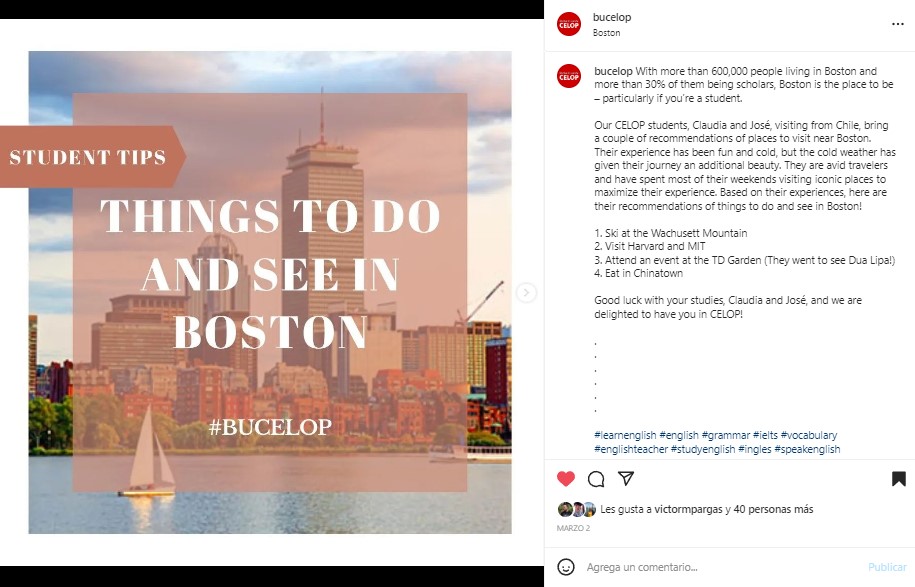 STUDENT TIPS
THINGS TO DO
AND SEE IN
BOSTON
#BUCELOP
CELOP
bucelop
Boston
CELOP
bucelop With more than 600,000 people living in Boston and
more than 30% of them being scholars, Boston is the place to be
– particularly if you're a student.
Our CELOP students, Claudia and José, visiting from Chile, bring
a couple of recommendations of places to visit near Boston.
Their experience has been fun and cold, but the cold weather has
given their journey an additional beauty. They are avid travelers
and have spent most of their weekends visiting iconic places to
maximize their experience. Based on their experiences, here are
their recommendations of things to do and see in Boston!
1. Ski at the Wachusett Mountain
2. Visit Harvard and MIT
3. Attend an event at the TD Garden (They went to see Dua Lipa!)
4. Eat in Chinatown
Good luck with your studies, Claudia and José, and we are
delighted to have you in CELOP!
.
.
.
.
.
.
#learnenglish #english #grammar #ielts #vocabulary
#englishteacher #studyenglish #ingles #speakenglish
Les gusta a victormpargas y 40 personas más
MARZO 2
Agrega un comentario...
Publicar